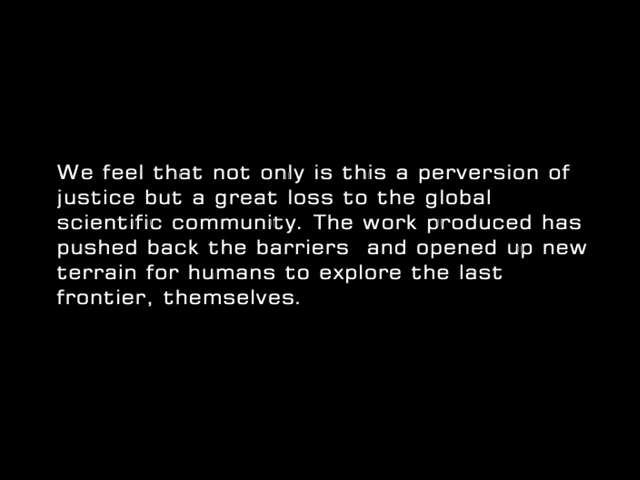 We feel that not only is this a perversion of
justice but a great loss to the global
scientific community. The work produced has
pushed back the barriers  and opened up new
terrain for humans to explore the last
frontier, themselves.